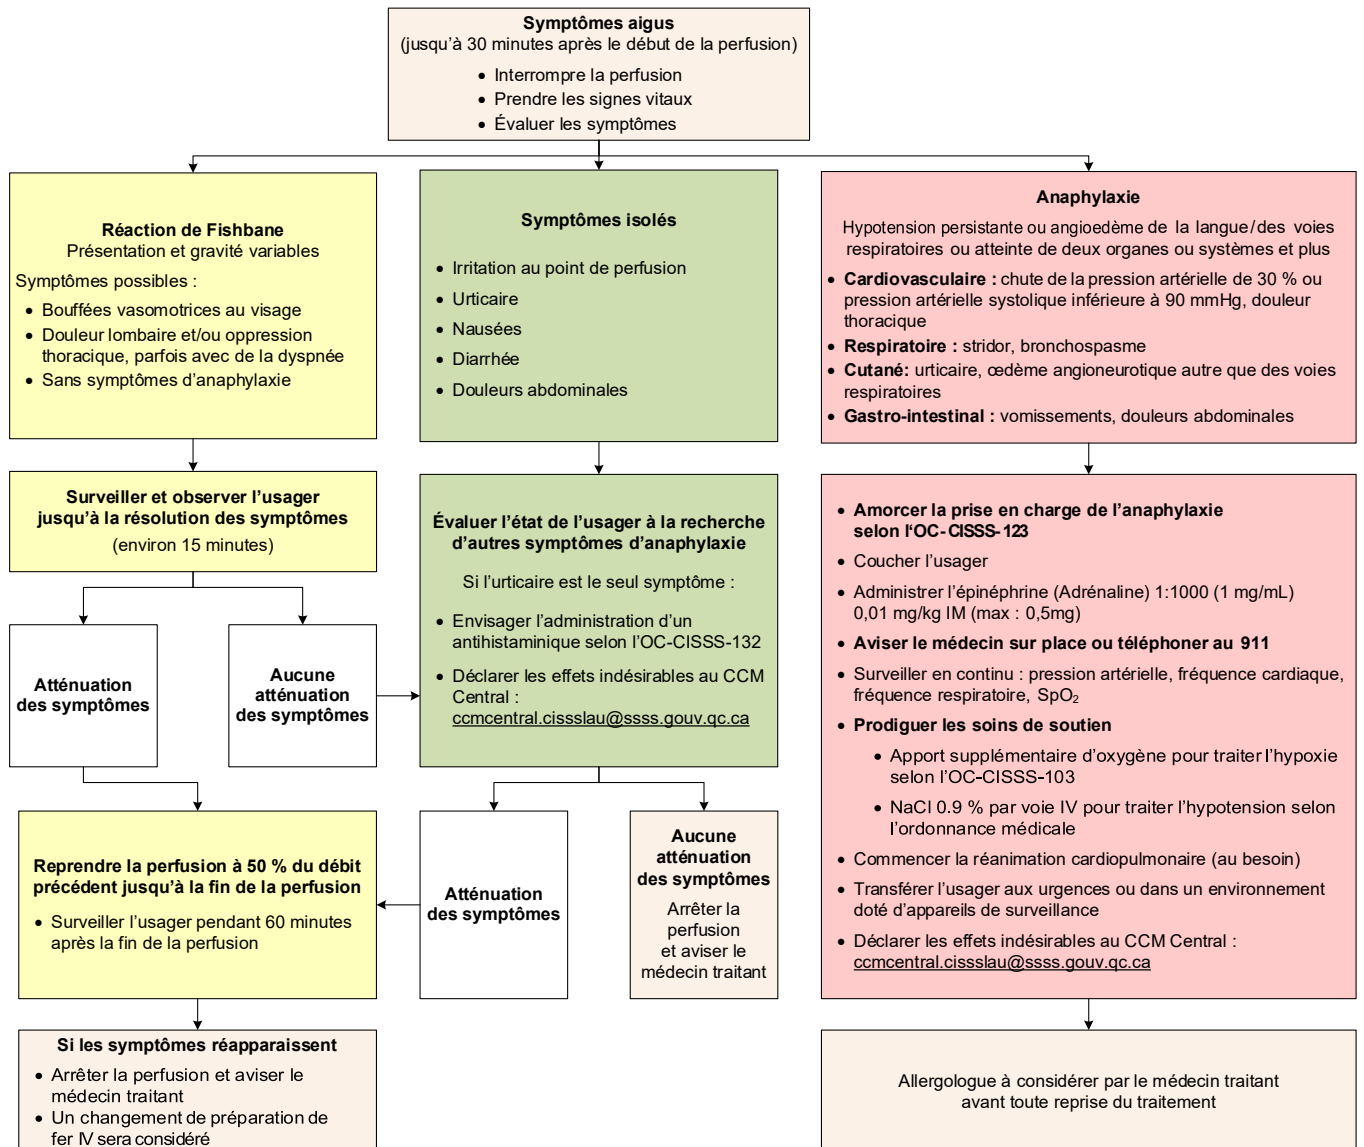 Symptômes aigus
(jusqu'à 30 minutes après le début de la perfusion)
• Interrompre la perfusion
• Prendre les signes vitaux
• Évaluer les symptômes
Réaction de Fishbane
Présentation et gravité variables
Symptômes possibles :
• Bouffées vasomotrices au visage
• Douleur lombaire et/ou oppression
thoracique, parfois avec de la dyspnée
• Sans symptômes d'anaphylaxie
Symptômes isolés
• Irritation au point de perfusion
• Urticaire
• Nausées
• Diarrhée
• Douleurs abdominales
Anaphylaxie
Hypotension persistante ou angioedème de la langue/des voies
respiratoires ou atteinte de deux organes ou systèmes et plus
• Cardiovasculaire : chute de la pression artérielle de 30 % ou
pression artérielle systolique inférieure à 90 mmHg, douleur
thoracique
• Respiratoire : stridor, bronchospasme
• Cutané: urticaire, œdème angioneurotique autre que des voies
respiratoires
• Gastro-intestinal : vomissements, douleurs abdominales
Surveiller et observer l'usager
jusqu'à la résolution des symptômes
(environ 15 minutes)
Atténuation
des symptômes
Aucune
atténuation
des symptômes
Évaluer l'état de l'usager à la recherche
d'autres symptômes d'anaphylaxie
Si l'urticaire est le seul symptôme :
• Envisager l'administration d'un
antihistaminique selon l'OC-CISSS-132
• Déclarer les effets indésirables au CCM
Central :
ccmcentral.cissslau@ssss.gouv.qc.ca
• Amorcer la prise en charge de l'anaphylaxie
selon l'OC-CISSS-123
• Coucher l'usager
• Administrer l'épinéphrine (Adrénaline) 1:1000 (1 mg/mL)
0,01 mg/kg IM (max : 0,5mg)
• Aviser le médecin sur place ou téléphoner au 911
• Surveiller en continu : pression artérielle, fréquence cardiaque,
fréquence respiratoire, SpO₂
• Prodiguer les soins de soutien
• Apport supplémentaire d'oxygène pour traiter l'hypoxie
selon l'OC-CISSS-103
• NaCl 0.9 % par voie IV pour traiter l'hypotension selon
l'ordonnance médicale
• Commencer la réanimation cardiopulmonaire (au besoin)
• Transférer l'usager aux urgences ou dans un environnement
doté d'appareils de surveillance
• Déclarer les effets indésirables au CCM Central :
ccmcentral.cissslau@ssss.gouv.qc.ca
Reprendre la perfusion à 50 % du débit
précédent jusqu'à la fin de la perfusion
• Surveiller l'usager pendant 60 minutes
après la fin de la perfusion
Atténuation
des symptômes
Aucune
atténuation
des symptômes
Arrêter la
perfusion
et aviser le
médecin traitant
Si les symptômes réapparaissent
• Arrêter la perfusion et aviser le
médecin traitant
• Un changement de préparation de
fer IV sera considéré
Allergologue à considérer par le médecin traitant
avant toute reprise du traitement